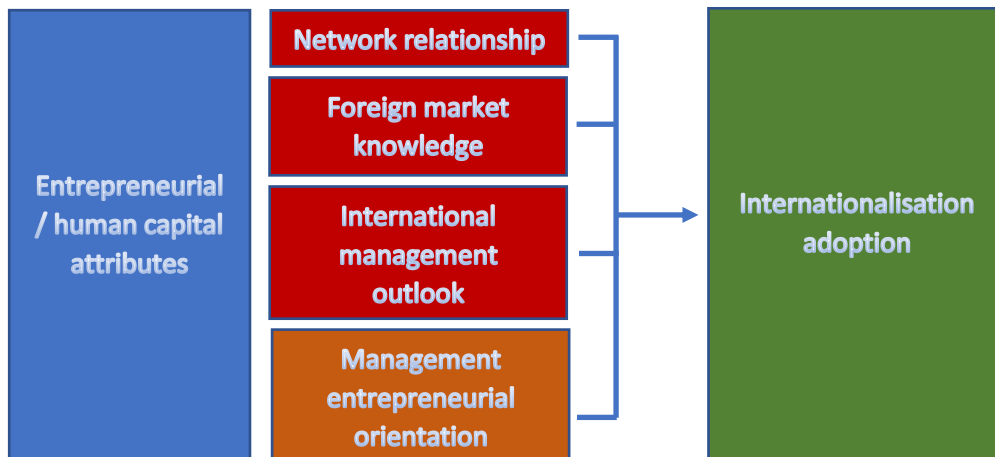 Entrepreneurial
/ human capital
attributes
Network relationship
Foreign market
knowledge
International
management
outlook
Management
entrepreneurial
orientation
Internationalisation
adoption